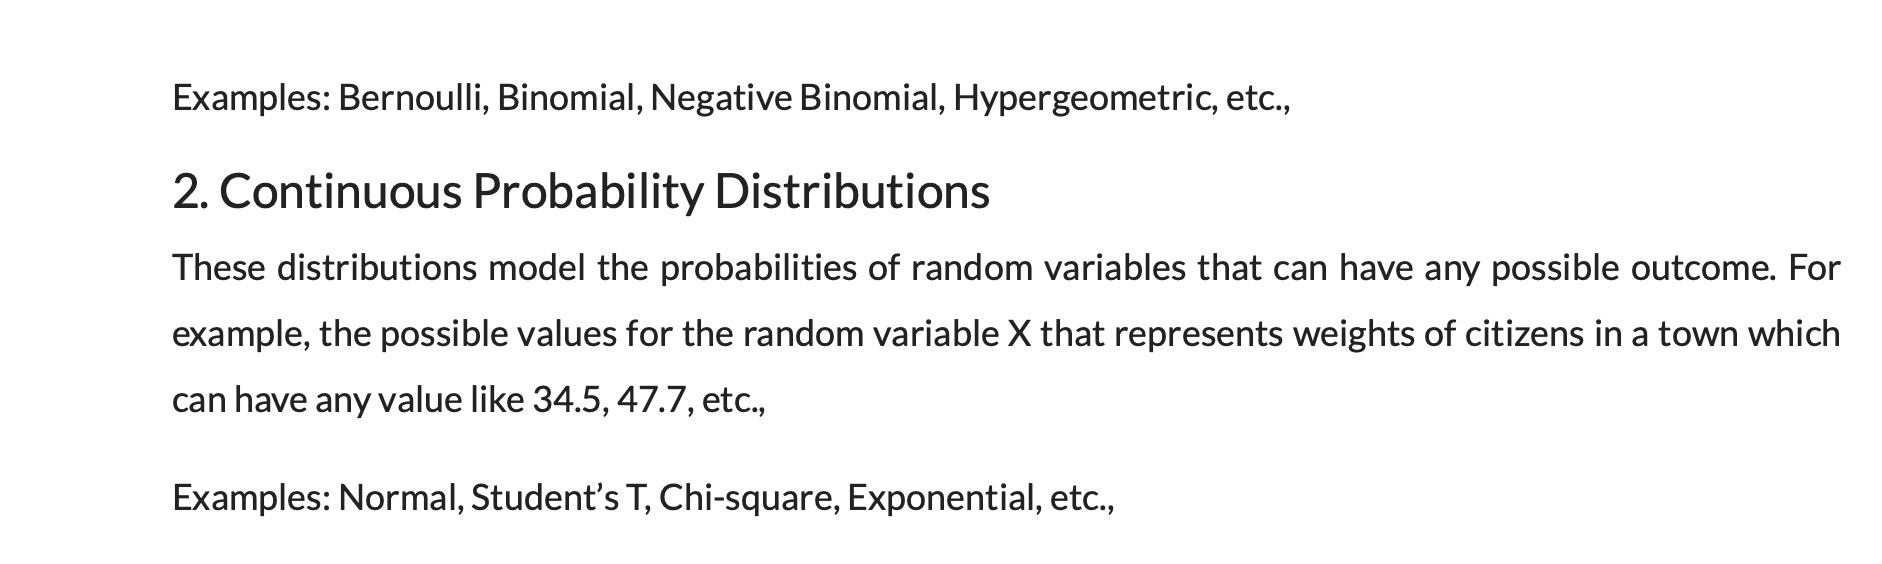 Examples: Bernoulli, Binomial, Negative Binomial, Hypergeometric, etc.,
2. Continuous Probability Distributions
These distributions model the probabilities of random variables that can have any possible outcome. For
example, the possible values for the random variable X that represents weights of citizens in a town which
can have any value like 34.5, 47.7, etc.,
Examples: Normal, Student’s T, Chi-square, Exponential, etc.,